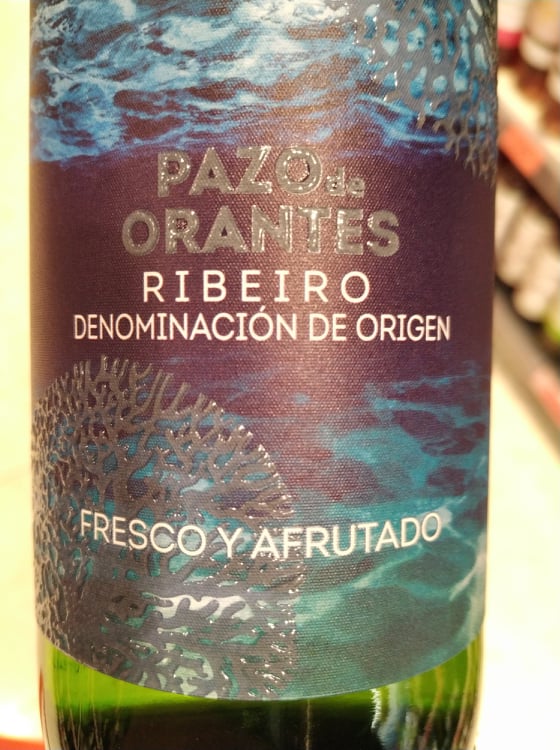 PAZO de
ORANTES
RIBEIRO
DENOMINACIÓN DE ORIGEN
FRESCO Y AFRUTADO